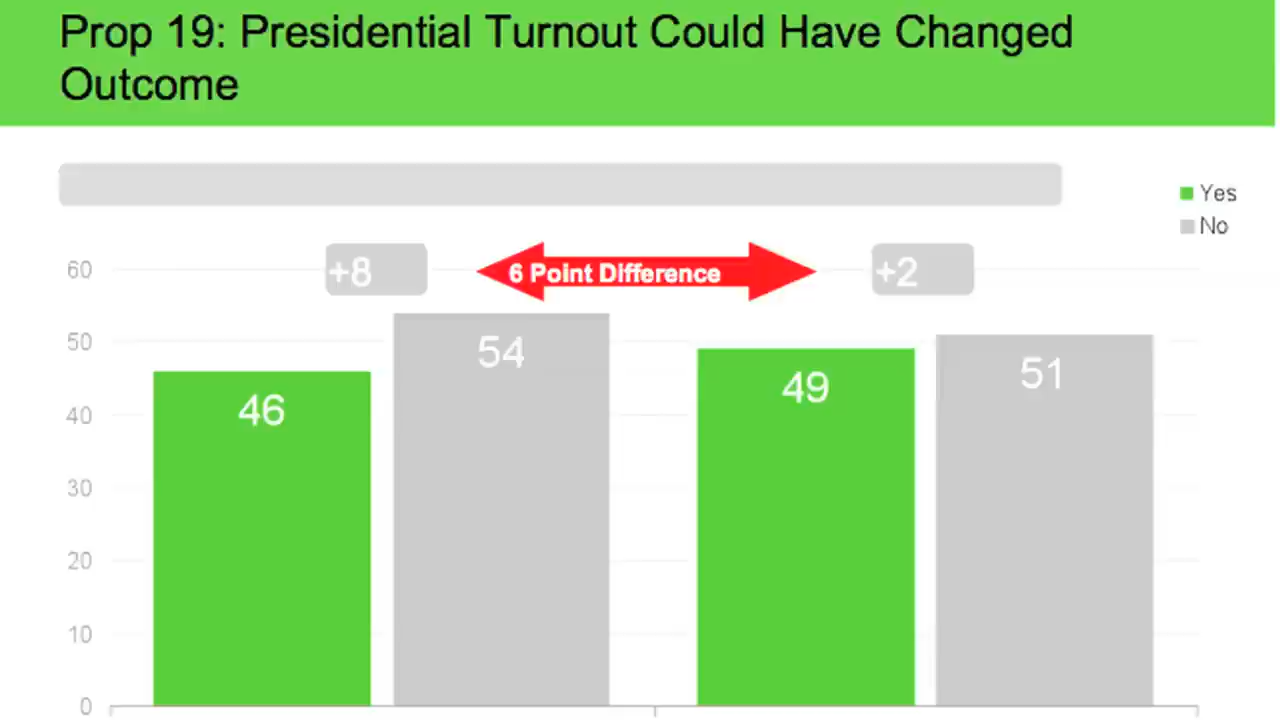 Prop 19: Presidential Turnout Could Have Changed
Outcome
Yes
No
+8
6 Point Difference
+2
60
50
40
30
20
10
0
46
54
49
51